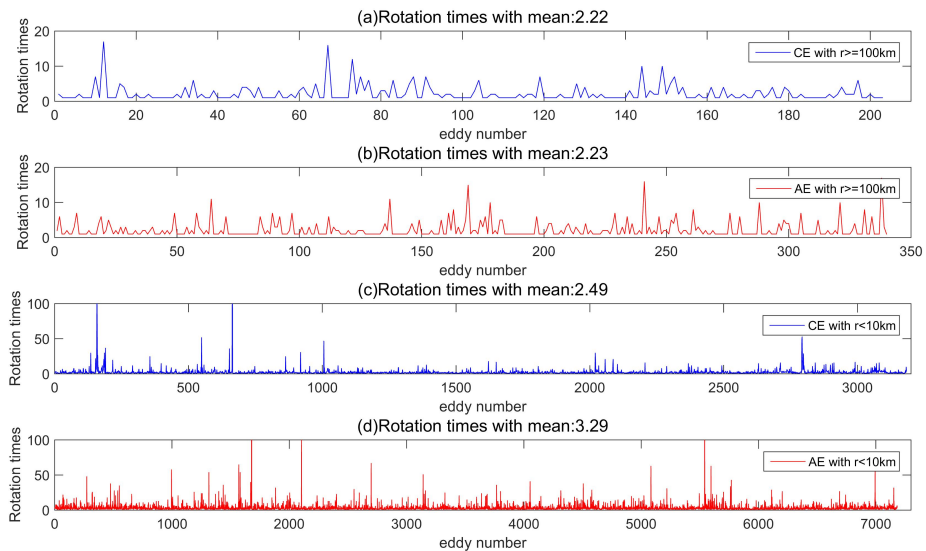 (a)Rotation times with mean:2.22
Rotation times
20
10
0
CE with r>=100km
0 20 40 60 80 100 120 140 160 180 200
eddy number
(b)Rotation times with mean:2.23
Rotation times
20
10
0
AE with r>=100km
0 50 100 150 200 250 300 350
eddy number
(c)Rotation times with mean:2.49
Rotation times
100
50
0
CE with r<10km
0 500 1000 1500 2000 2500 3000
eddy number
(d)Rotation times with mean:3.29
Rotation times
100
50
0
AE with r<10km
0 1000 2000 3000 4000 5000 6000 7000
eddy number